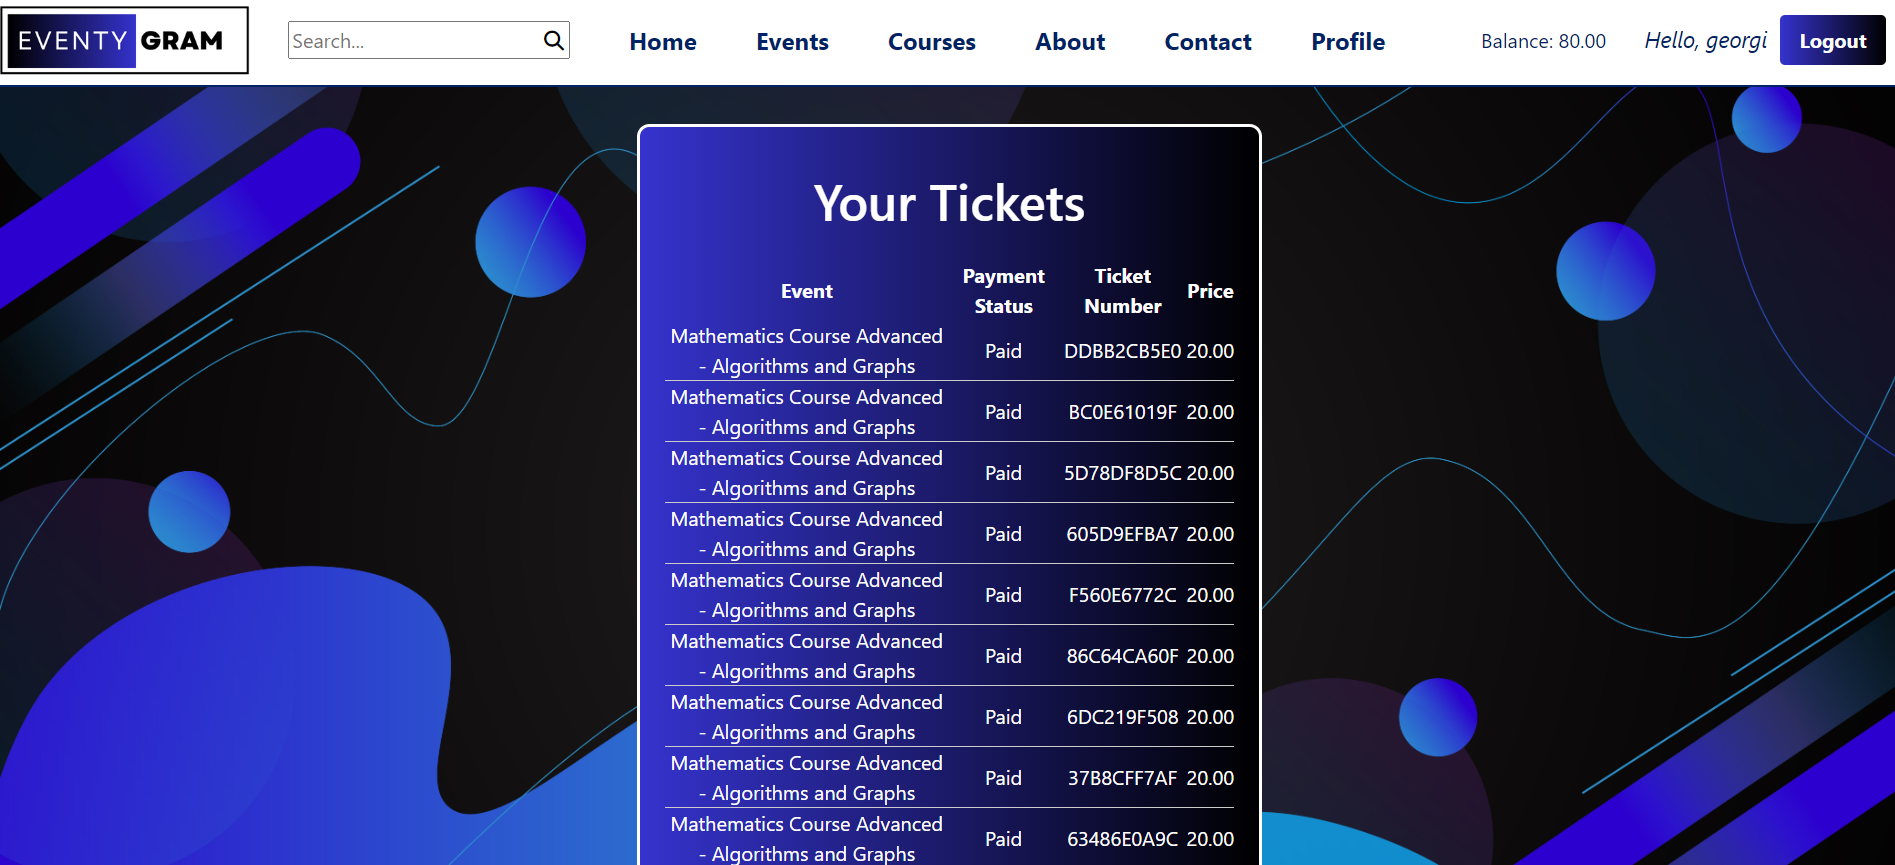 EVENTY GRAM
Search...
Home
Events
Courses
About
Contact
Profile
Balance: 80.00
Hello, georgi
Logout
Your Tickets
Event
Payment
Status
Ticket
Number
Price
Mathematics Course Advanced
- Algorithms and Graphs
Paid
DDBB2CB5E0
20.00
Mathematics Course Advanced
- Algorithms and Graphs
Paid
BC0E61019F
20.00
Mathematics Course Advanced
- Algorithms and Graphs
Paid
5D78DF8D5C
20.00
Mathematics Course Advanced
- Algorithms and Graphs
Paid
605D9EFBA7
20.00
Mathematics Course Advanced
- Algorithms and Graphs
Paid
F560E6772C
20.00
Mathematics Course Advanced
- Algorithms and Graphs
Paid
86C64CA60F
20.00
Mathematics Course Advanced
- Algorithms and Graphs
Paid
6DC219F508
20.00
Mathematics Course Advanced
- Algorithms and Graphs
Paid
37B8CFF7AF
20.00
Mathematics Course Advanced
- Algorithms and Graphs
Paid
63486E0A9C
20.00